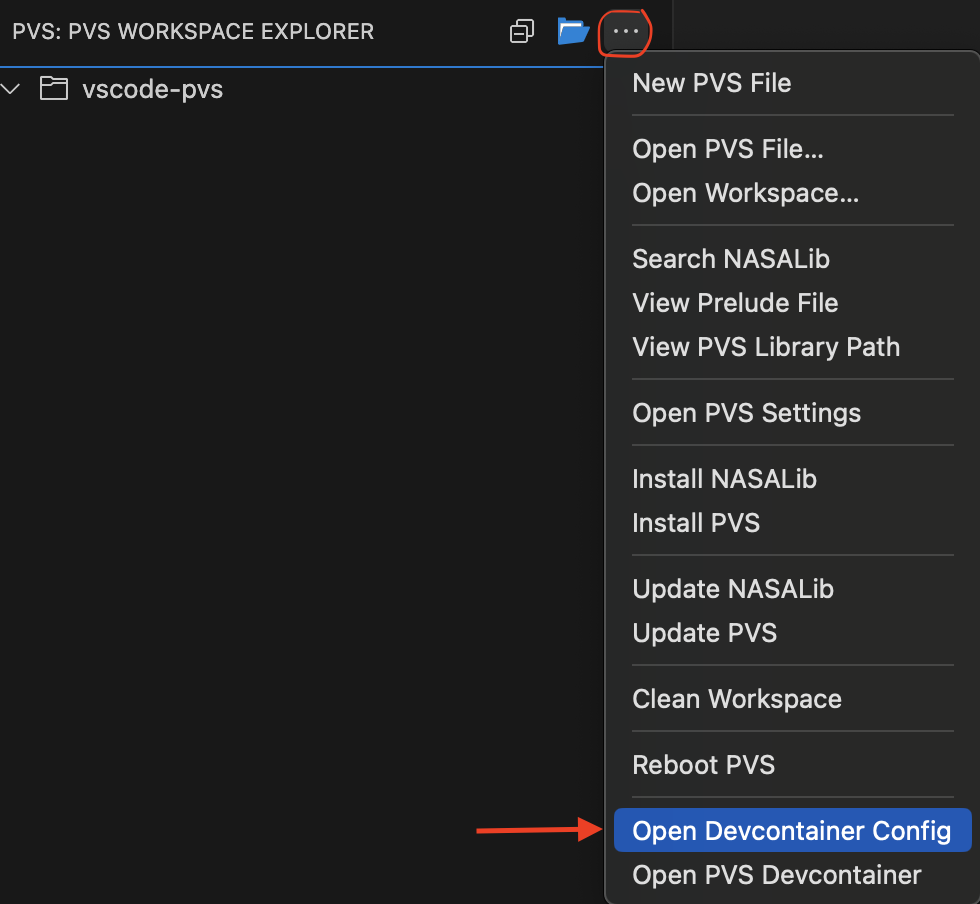 PVS: PVS WORKSPACE EXPLORER
vscode-pvs
New PVS File
Open PVS File...
Open Workspace...
Search NASALib
View Prelude File
View PVS Library Path
Open PVS Settings
Install NASALib
Install PVS
Update NASALib
Update PVS
Clean Workspace
Reboot PVS
Open Devcontainer Config
Open PVS Devcontainer